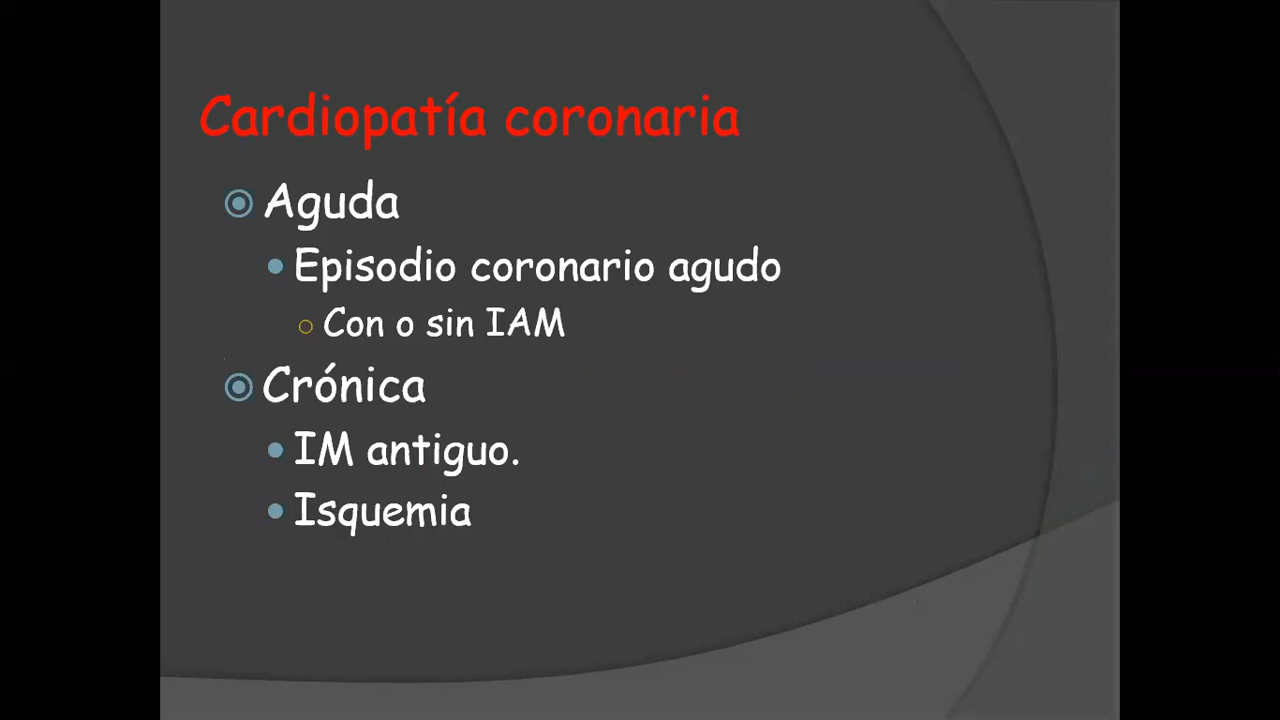 Cardiopatía coronaria
Aguda
Episodio coronario agudo
Con o sin IAM
Crónica
IM antiguo.
Isquemia